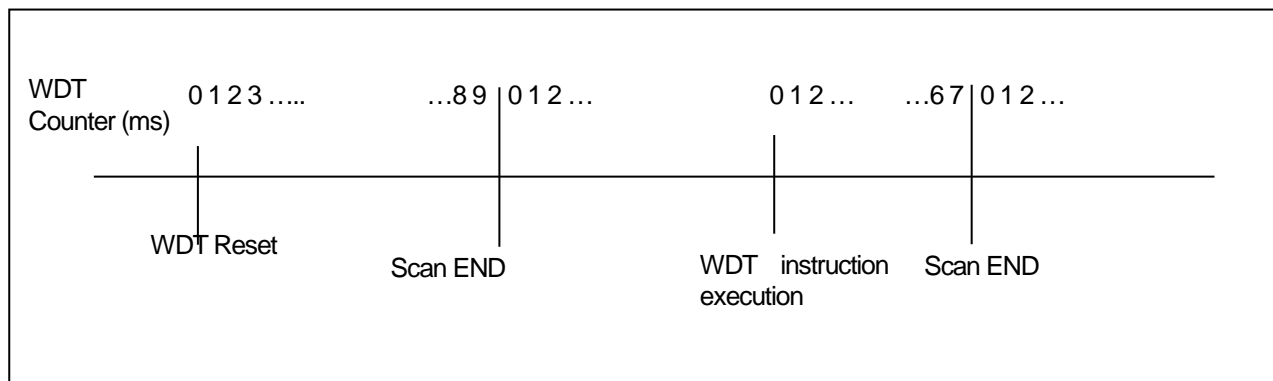 WDT
Counter (ms)
0 1 2 3 …..
…8 9
0 1 2 …
0 1 2 …
…6 7
0 1 2 …
WDT Reset
Scan END
WDT instruction
execution
Scan END